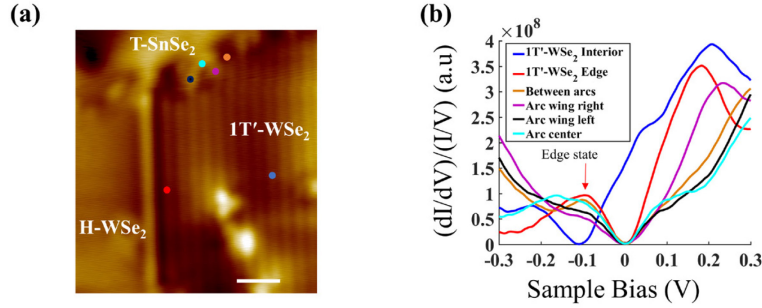 (a)
T-SnSe₂
1T′-WSe₂
H-WSe₂
(b)
×10⁸
4
3.5
3
2.5
2
1.5
1
0.5
0
(dI/dV)/(I/V) (a.u)
1T′-WSe₂ Interior
1T′-WSe₂ Edge
Between arcs
Arc wing right
Arc wing left
Arc center
Edge state
-0.3 -0.2 -0.1 0 0.1 0.2 0.3
Sample Bias (V)